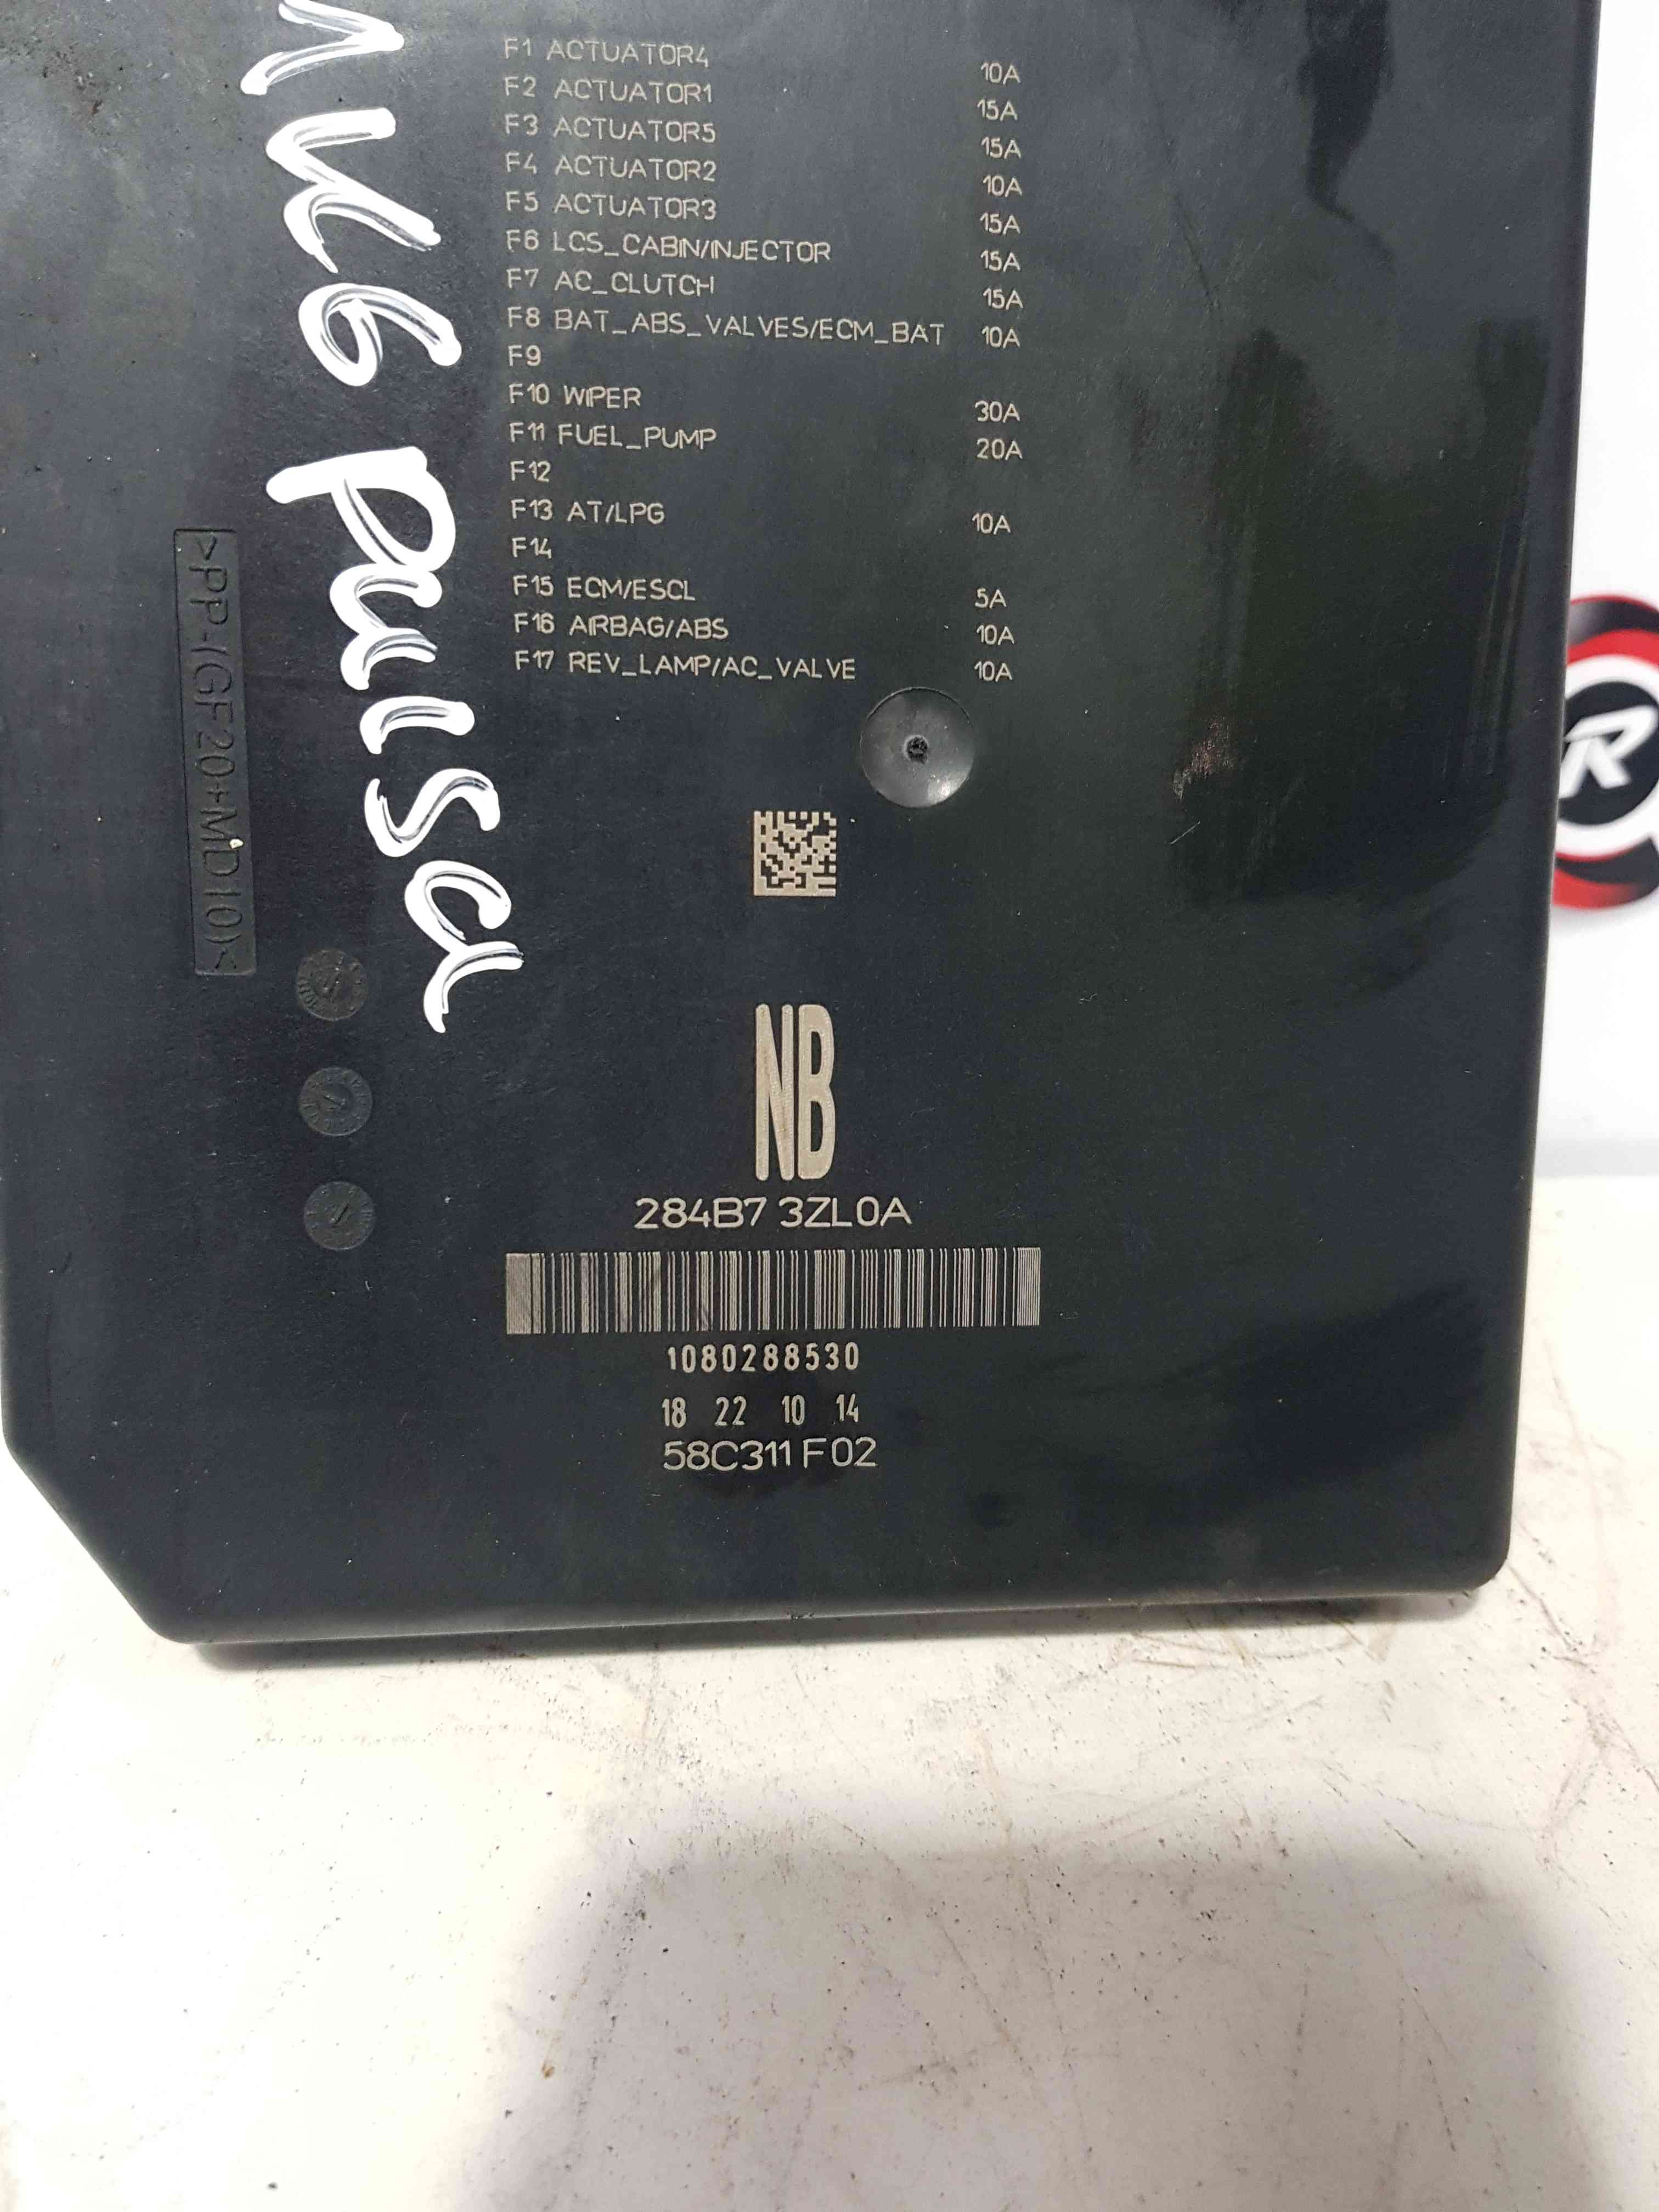 F1 ACTUATOR4 10A
F2 ACTUATOR1 15A
F3 ACTUATOR5 15A
F4 ACTUATOR2 10A
F5 ACTUATOR3 15A
F6 LCS_CABIN/INJECTOR 15A
F7 AC_CLUTCH 15A
F8 BAT_ABS_VALVES/ECM_BAT 10A
F9
F10 WIPER 30A
F11 FUEL_PUMP 20A
F12
F13 AT/LPG 10A
F14
F15 ECM/ESCL 5A
F16 AIRBAG/ABS 10A
F17 REV_LAMP/AC_VALVE 10A
>PP-(GF20+MD10)<
NB
284B7 3ZL0A
1080288530
18 22 10 14
58C311F02
R